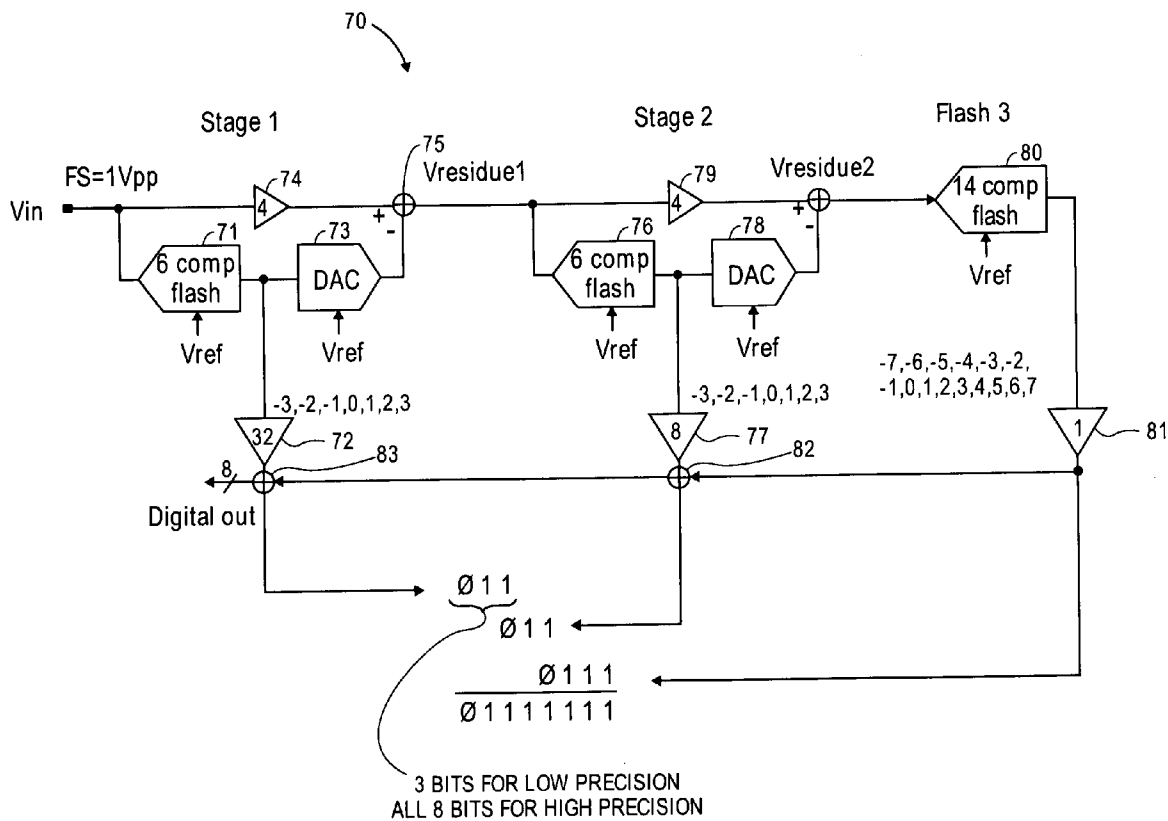 70
Stage 1
Stage 2
Flash 3
FS=1Vpp
74
75
Vresidue1
79
Vresidue2
80
Vin
4
+
-
4
+
-
14 comp
flash
71
73
76
78
6 comp
flash
DAC
6 comp
flash
DAC
Vref
Vref
Vref
Vref
Vref
-3,-2,-1,0,1,2,3
-3,-2,-1,0,1,2,3
-7,-6,-5,-4,-3,-2,
-1,0,1,2,3,4,5,6,7
32
72
8
77
1
81
8
83
82
Digital out
Ø11
Ø11
Ø111
Ø1111111
3 BITS FOR LOW PRECISION
ALL 8 BITS FOR HIGH PRECISION